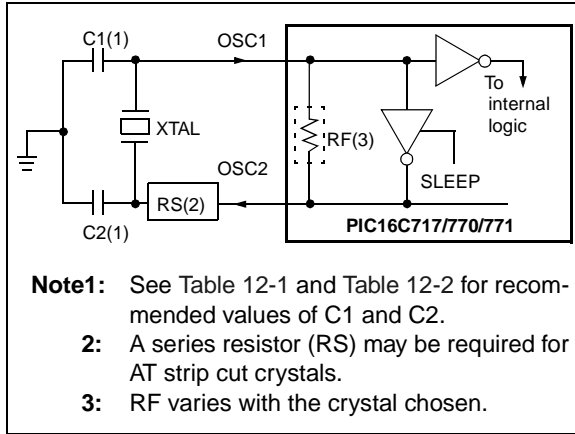 C1(1)
OSC1
To
internal
logic
XTAL
RF(3)
OSC2
SLEEP
RS(2)
C2(1)
PIC16C717/770/771
Note1: See Table 12-1 and Table 12-2 for recom-
mended values of C1 and C2.
2: A series resistor (RS) may be required for
AT strip cut crystals.
3: RF varies with the crystal chosen.